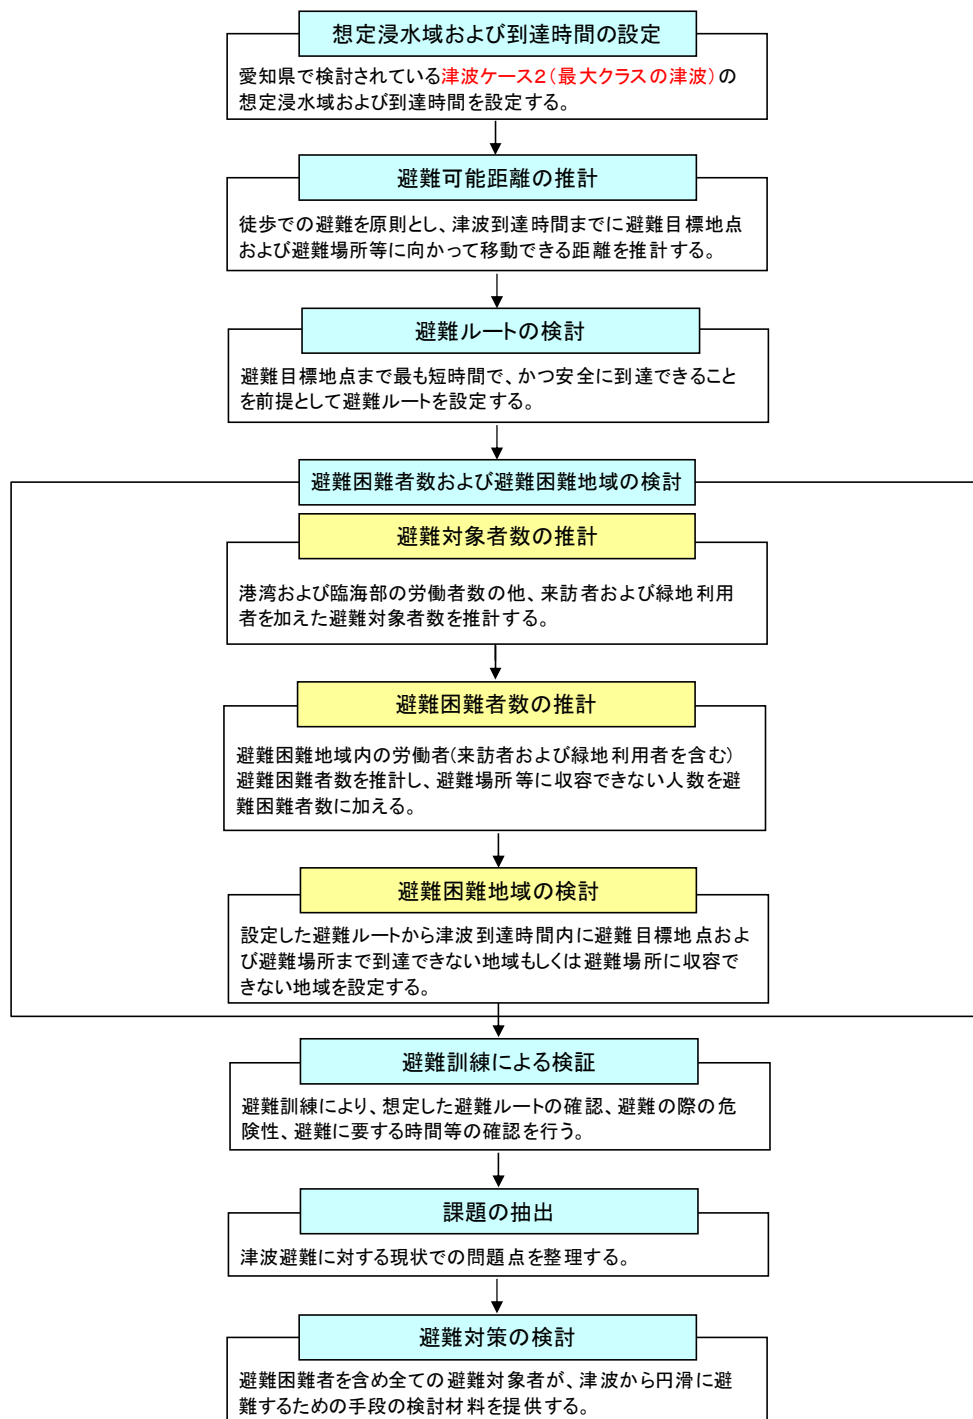 想定浸水域および到達時間の設定
愛知県で検討されている津波ケース2(最大クラスの津波)の
想定浸水域および到達時間を設定する。
避難可能距離の推計
徒歩での避難を原則とし、津波到達時間までに避難目標地点
および避難場所等に向かって移動できる距離を推計する。
避難ルートの検討
避難目標地点まで最も短時間で、かつ安全に到達できること
を前提として避難ルートを設定する。
避難困難者数および避難困難地域の検討
避難対象者数の推計
港湾および臨海部の労働者数の他、来訪者および緑地利用
者を加えた避難対象者数を推計する。
避難困難者数の推計
避難困難地域内の労働者(来訪者および緑地利用者を含む)
避難困難者数を推計し、避難場所等に収容できない人数を避
難困難者数に加える。
避難困難地域の検討
設定した避難ルートから津波到達時間内に避難目標地点およ
び避難場所まで到達できない地域もしくは避難場所に収容で
きない地域を設定する。
避難訓練による検証
避難訓練により、想定した避難ルートの確認、避難の際の危
険性、避難に要する時間等の確認を行う。
課題の抽出
津波避難に対する現状での問題点を整理する。
避難対策の検討
避難困難者を含め全ての避難対象者が、津波から円滑に避
難するための手段の検討材料を提供する。